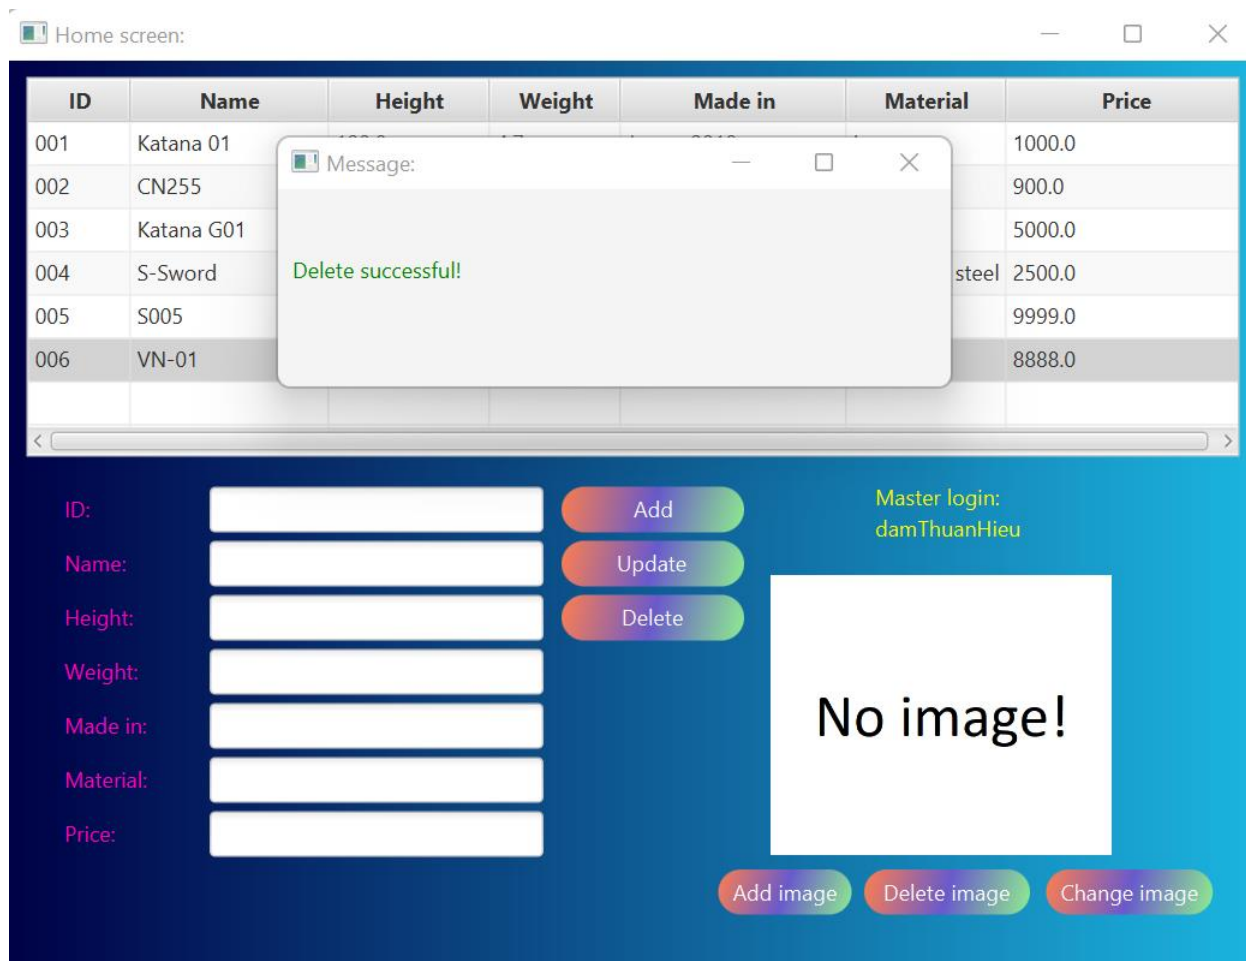 Home screen:
ID Name Height Weight Made in Material Price
001 Katana 01 1000.0
002 CN255 900.0
003 Katana G01 5000.0
004 S-Sword steel 2500.0
005 S005 9999.0
006 VN-01 8888.0
Message:
Delete successful!
ID:
Name:
Height:
Weight:
Made in:
Material:
Price:
Add
Update
Delete
Master login:
damThuanHieu
No image!
Add image Delete image Change image